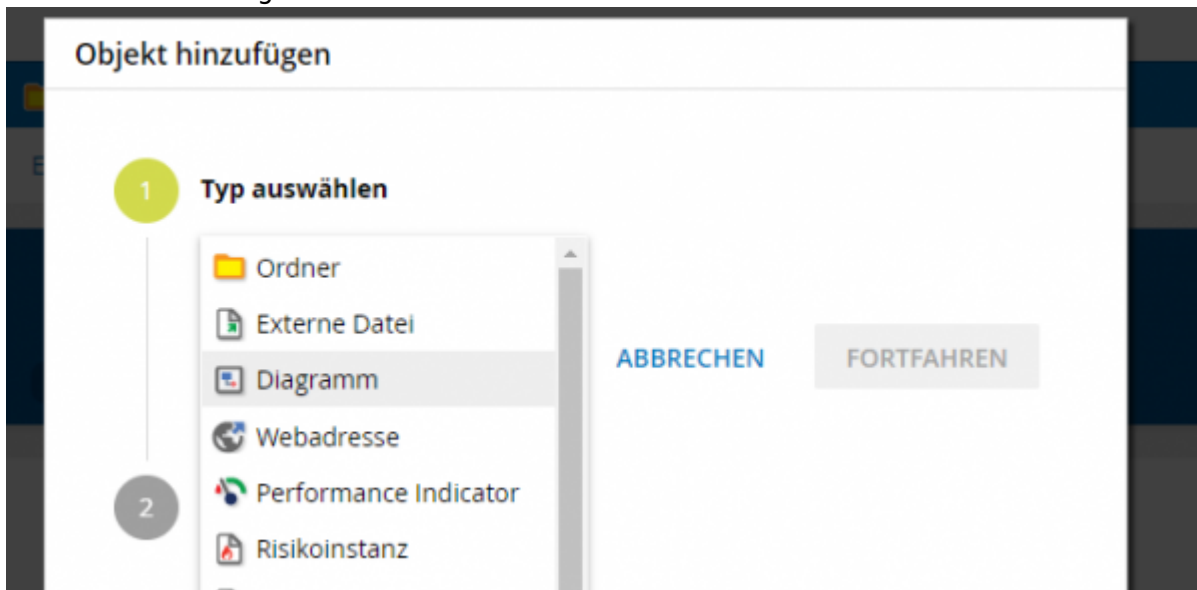 Objekt hinzufügen
1 Typ auswählen
Ordner
Externe Datei
ABBRECHEN FORTFAHREN
Diagramm
Webadresse
2
Performance Indicator
Risikoinstanz